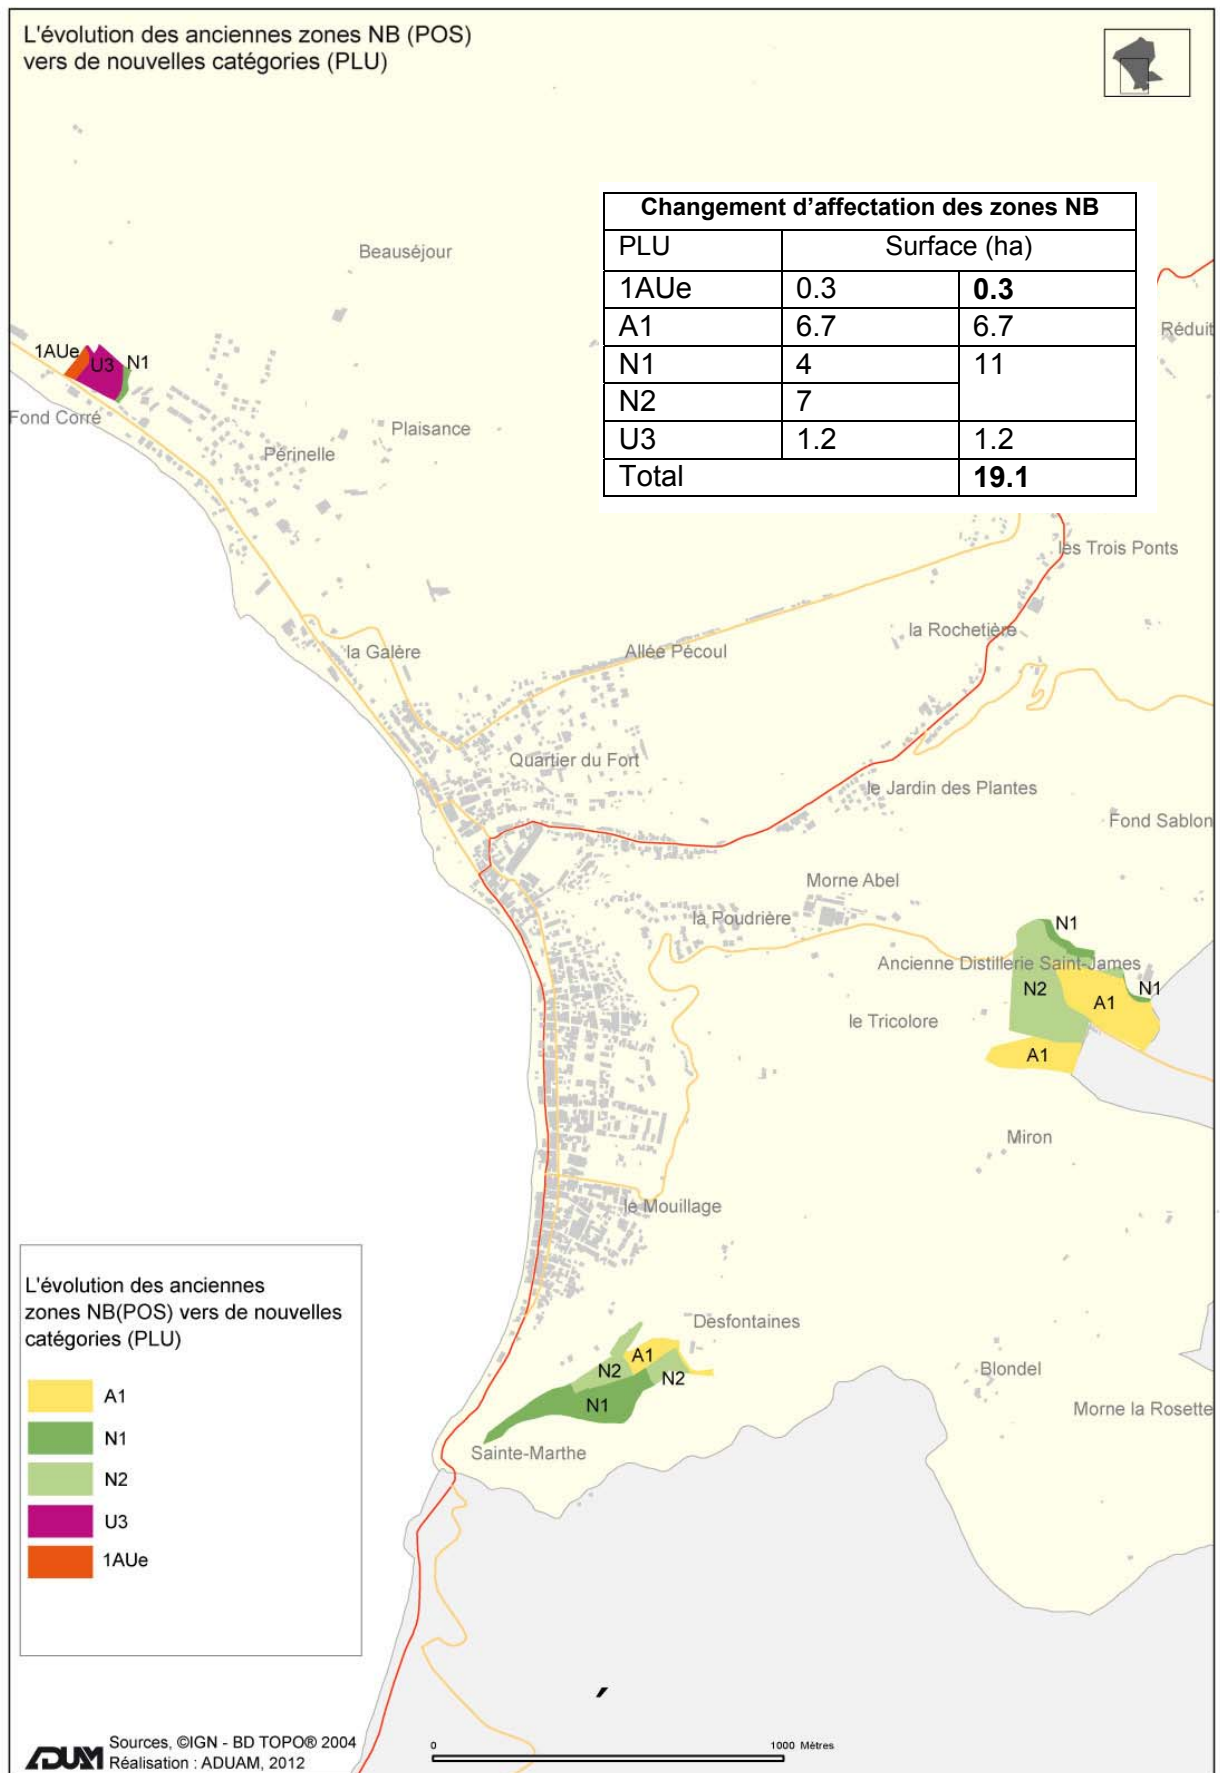 L'évolution des anciennes zones NB (POS)
vers de nouvelles catégories (PLU)
Changement d'affectation des zones NB
PLU Surface (ha)
1AUe 0.3 0.3
A1 6.7 6.7
N1 4 11
N2 7
U3 1.2 1.2
Total 19.1
Beauséjour
Réduit
1AUe U3 N1
Fond Corré
Plaisance
Périnelle
les Trois Ponts
la Rochetière
la Galère
Allée Pécoul
Quartier du Fort
le Jardin des Plantes
Fond Sablon
Morne Abel
la Poudrière
N1
Ancienne Distillerie Saint-James
N2 A1 N1
le Tricolore
A1
Miron
le Mouillage
Desfontaines
A1
N2 N2
N1
Blondel
Morne la Rosette
Sainte-Marthe
L'évolution des anciennes
zones NB(POS) vers de nouvelles
catégories (PLU)
A1
N1
N2
U3
1AUe
ADUAM
Sources, ©IGN - BD TOPO® 2004
Réalisation : ADUAM, 2012
0 1000 Mètres